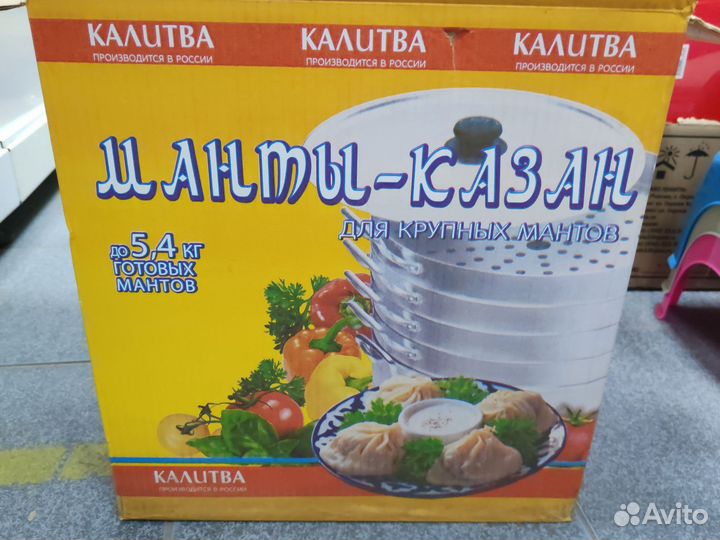 КАЛИТВА
ПРОИЗВОДИТСЯ В РОССИИ
КАЛИТВА
ПРОИЗВОДИТСЯ В РОССИИ
КАЛИТВА
ПРОИЗВОДИТСЯ В РОССИИ
МАНТЫ-КАЗАН
ДЛЯ КРУПНЫХ МАНТОВ
ДО 5,4 КГ
ГОТОВЫХ
МАНТОВ
КАЛИТВА
ПРОИЗВОДИТСЯ В РОССИИ
Avito